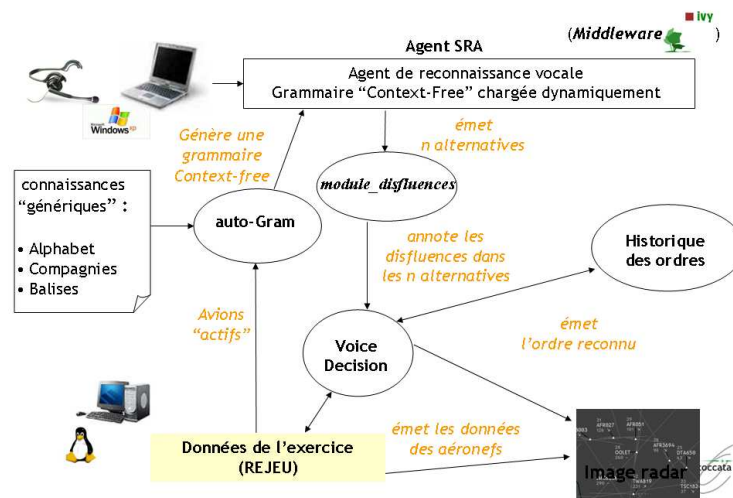 ivy
(Middleware )
Agent SRA
Agent de reconnaissance vocale
Grammaire “Context-Free” chargée dynamiquement
Microsoft
Windows xp
Génère une
grammaire
Context-free
émet
n alternatives
connaissances
“génériques” :
• Alphabet
• Compagnies
• Balises
auto-Gram
module_disfluences
annote les
disfluences dans
les n alternatives
Historique
des ordres
Avions
“actifs”
Voice
Decision
émet
l’ordre reconnu
Données de l’exercice
(REJEU)
émet les données
des aéronefs
Image radar